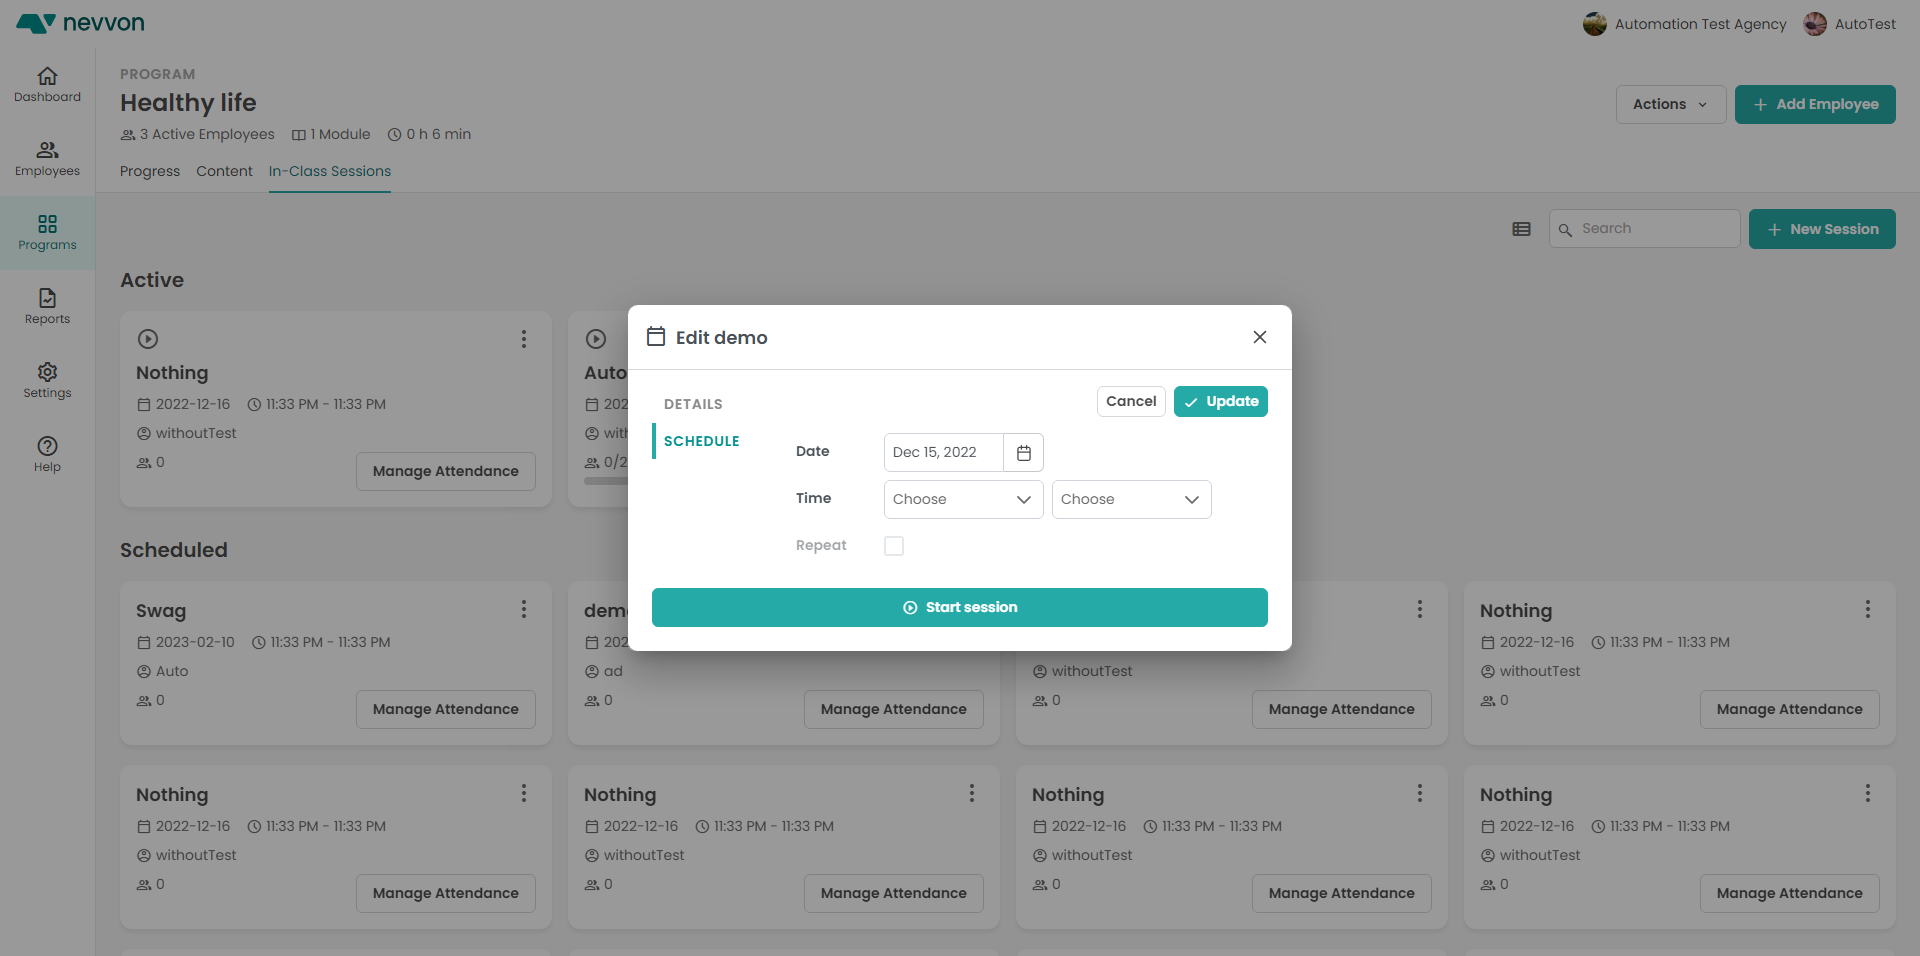 nevvon
Automation Test Agency
AutoTest
Dashboard
Employees
Programs
Reports
Settings
Help
PROGRAM
Healthy life
3 Active Employees 1 Module 0 h 6 min
Actions
Add Employee
Progress Content In-Class Sessions
Search
New Session
Active
Nothing
2022-12-16 11:33 PM - 11:33 PM
withoutTest
0
Manage Attendance
Auto
202
with
0/2
Edit demo
DETAILS
SCHEDULE
Cancel
Update
Date
Dec 15, 2022
Time
Choose
Choose
Repeat
Start session
Scheduled
Swag
2023-02-10 11:33 PM - 11:33 PM
Auto
0
Manage Attendance
dem
202
ad
0
Manage Attendance
withoutTest
0
Manage Attendance
Nothing
2022-12-16 11:33 PM - 11:33 PM
withoutTest
0
Manage Attendance
Nothing
2022-12-16 11:33 PM - 11:33 PM
withoutTest
0
Manage Attendance
Nothing
2022-12-16 11:33 PM - 11:33 PM
withoutTest
0
Manage Attendance
Nothing
2022-12-16 11:33 PM - 11:33 PM
withoutTest
0
Manage Attendance
Nothing
2022-12-16 11:33 PM - 11:33 PM
withoutTest
0
Manage Attendance